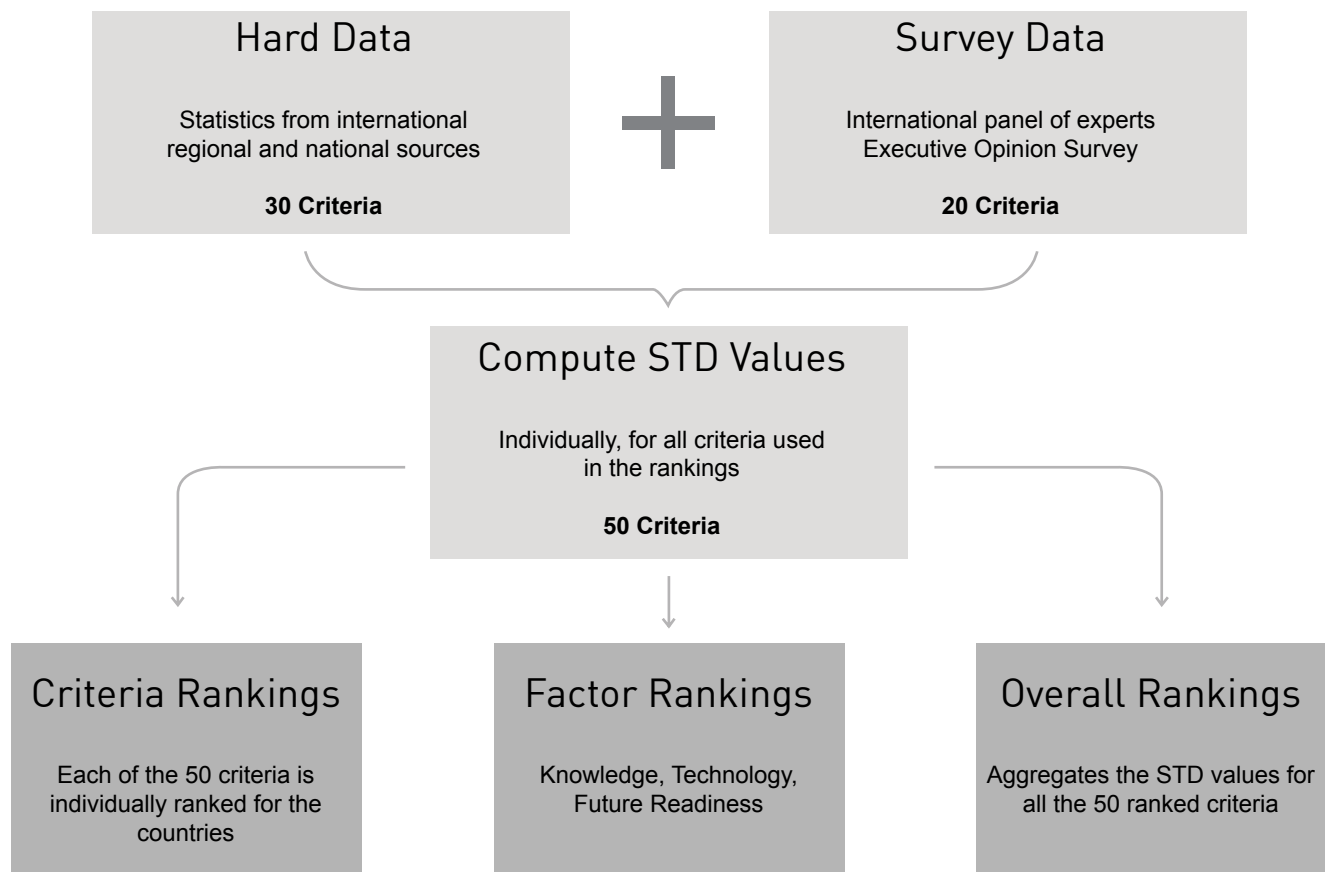 Hard Data
Statistics from international
regional and national sources
30 Criteria
Survey Data
International panel of experts
Executive Opinion Survey
20 Criteria
Compute STD Values
Individually, for all criteria used
in the rankings
50 Criteria
Criteria Rankings
Each of the 50 criteria is
individually ranked for the
countries
Factor Rankings
Knowledge, Technology,
Future Readiness
Overall Rankings
Aggregates the STD values for
all the 50 ranked criteria